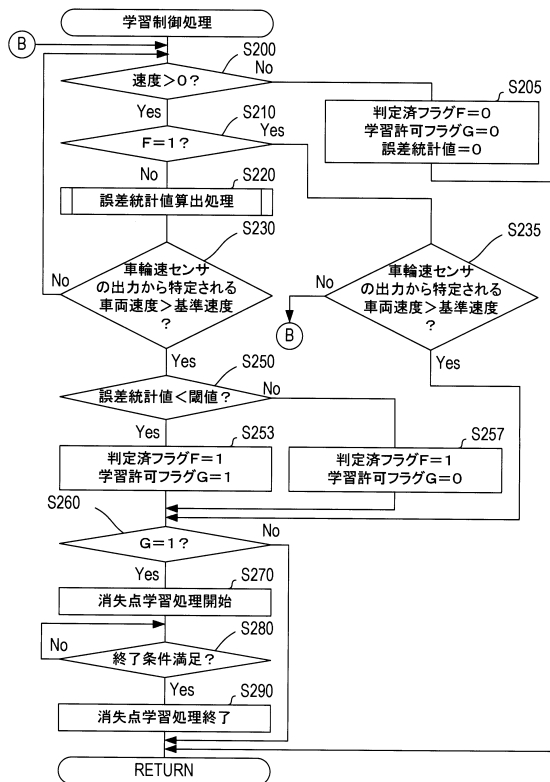 学習制御処理
B
S200
速度>0?
No
Yes
S205
判定済フラグF=0
学習許可フラグG=0
誤差統計値=0
S210
F=1?
Yes
No
S220
誤差統計値算出処理
S230
車輪速センサ
の出力から特定される
車両速度>基準速度
?
No
Yes
S235
車輪速センサ
の出力から特定される
車両速度>基準速度
?
No
B
Yes
S250
誤差統計値<閾値?
No
Yes
S253
判定済フラグF=1
学習許可フラグG=1
S257
判定済フラグF=1
学習許可フラグG=0
S260
G=1?
No
Yes
S270
消失点学習処理開始
S280
No
終了条件満足?
Yes
S290
消失点学習処理終了
RETURN